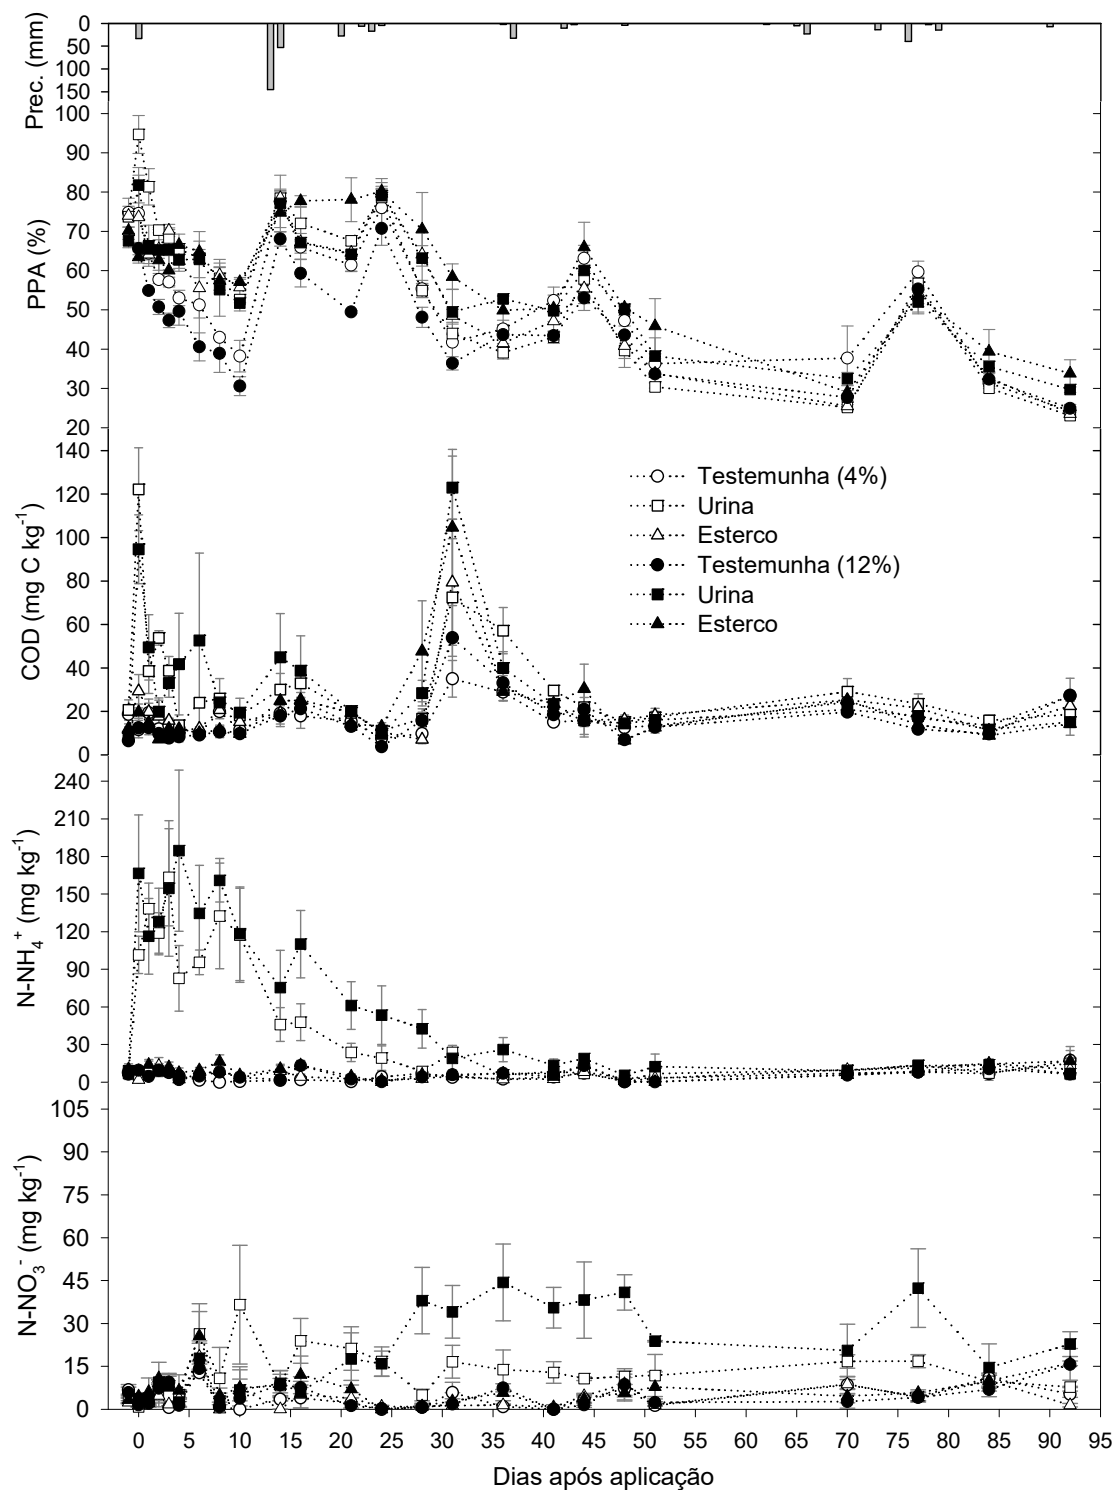 Prec. (mm)
0
50
100
150
PPA (%)
100
90
80
70
60
50
40
30
20
COD (mg C kg⁻¹)
140
120
100
80
60
40
20
0
Testemunha (4%)
Urina
Esterco
Testemunha (12%)
Urina
Esterco
N-NH₄⁺ (mg kg⁻¹)
240
210
180
150
120
90
60
30
0
N-NO₃⁻ (mg kg⁻¹)
105
90
75
60
45
30
15
0
0 5 10 15 20 25 30 35 40 45 50 55 60 65 70 75 80 85 90 95
Dias após aplicação